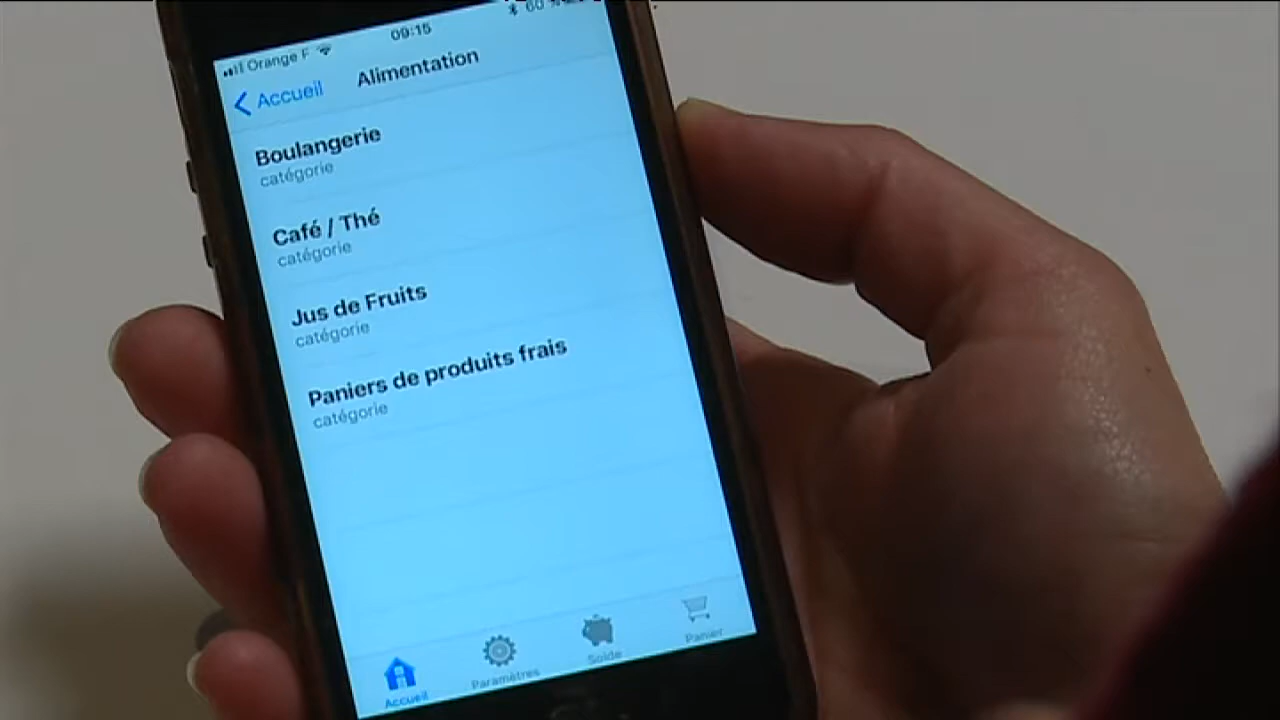 Orange F 09:15 60 %
Accueil Alimentation
Boulangerie
catégorie
Café / Thé
catégorie
Jus de Fruits
catégorie
Paniers de produits frais
catégorie
Accueil Paramètres Solde Panier